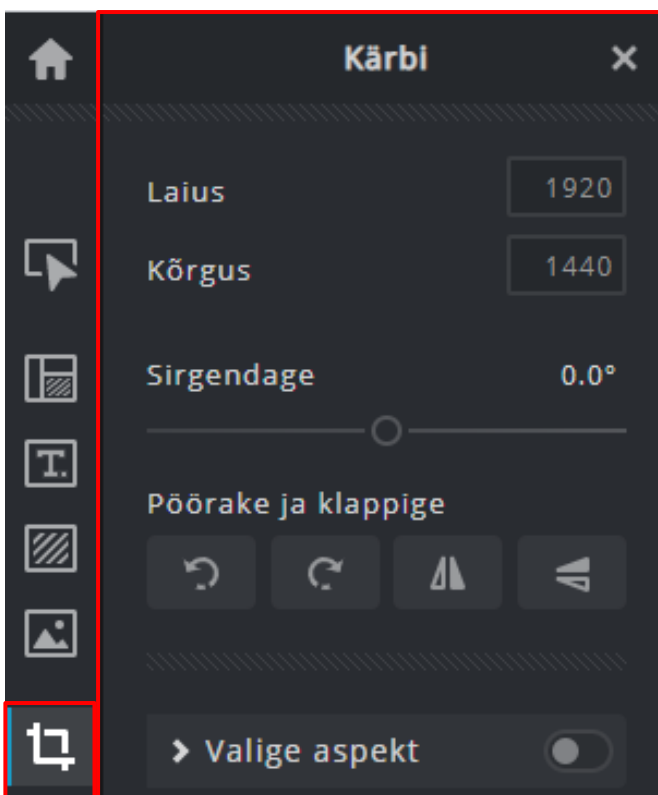 Kärbi
Laius 1920
Kõrgus 1440
Sirgendage 0.0°
T.
Pöörake ja klappige
Valige aspekt